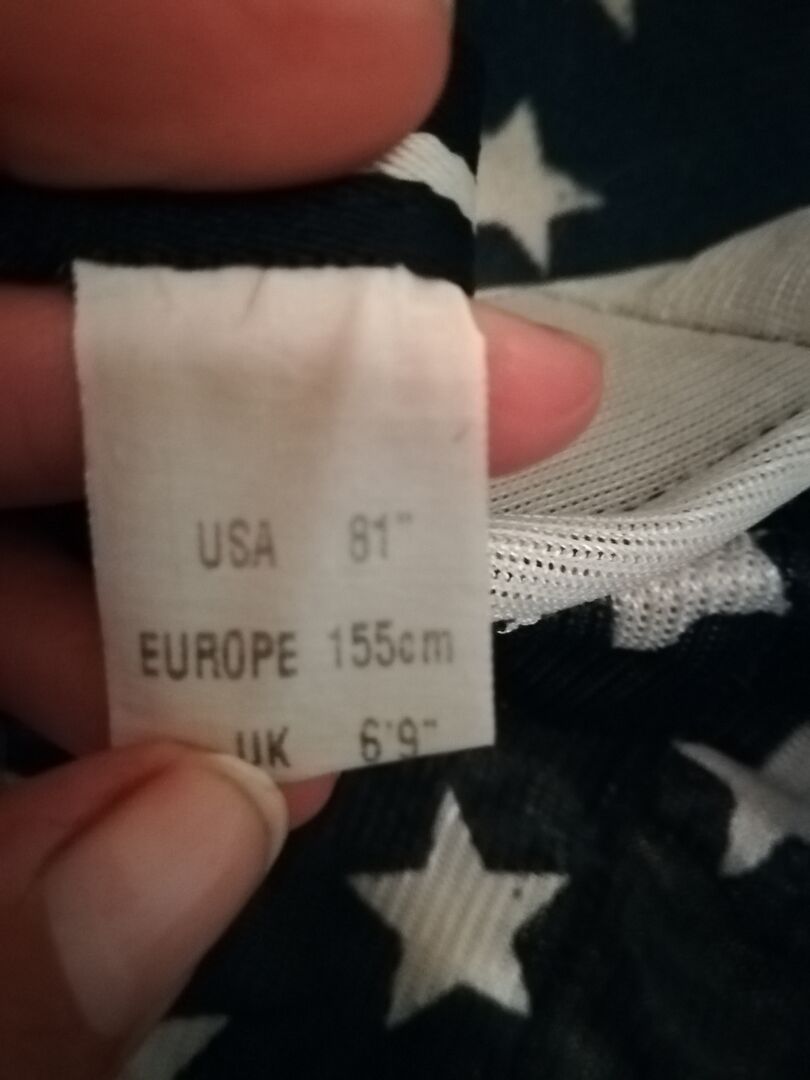 USA 81"
EUROPE 155cm
UK 6'9"